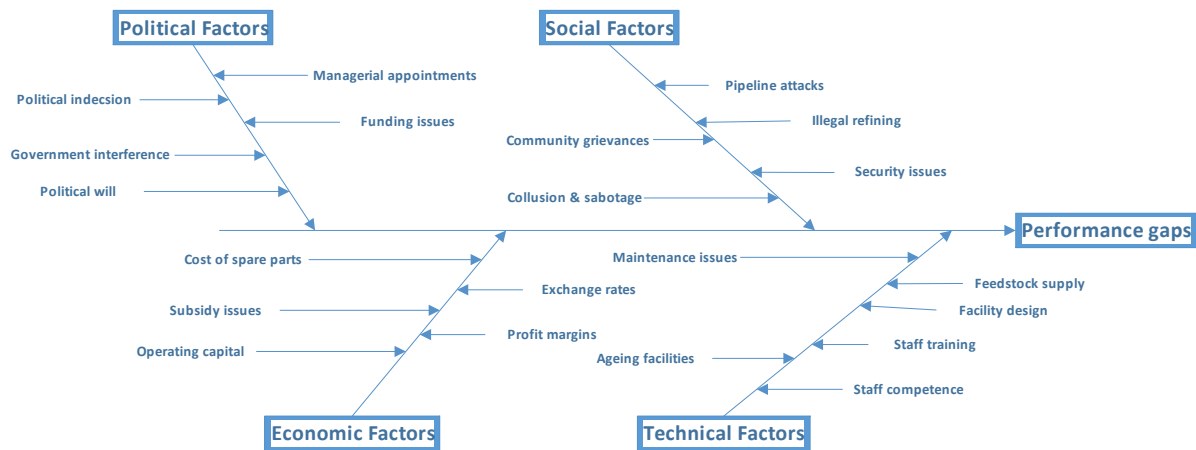 Political Factors
Social Factors
Managerial appointments
Pipeline attacks
Political indecsion
Funding issues
Illegal refining
Community grievances
Government interference
Security issues
Political will
Collusion & sabotage
Performance gaps
Cost of spare parts
Maintenance issues
Feedstock supply
Exchange rates
Subsidy issues
Facility design
Profit margins
Staff training
Operating capital
Ageing facilities
Staff competence
Economic Factors
Technical Factors